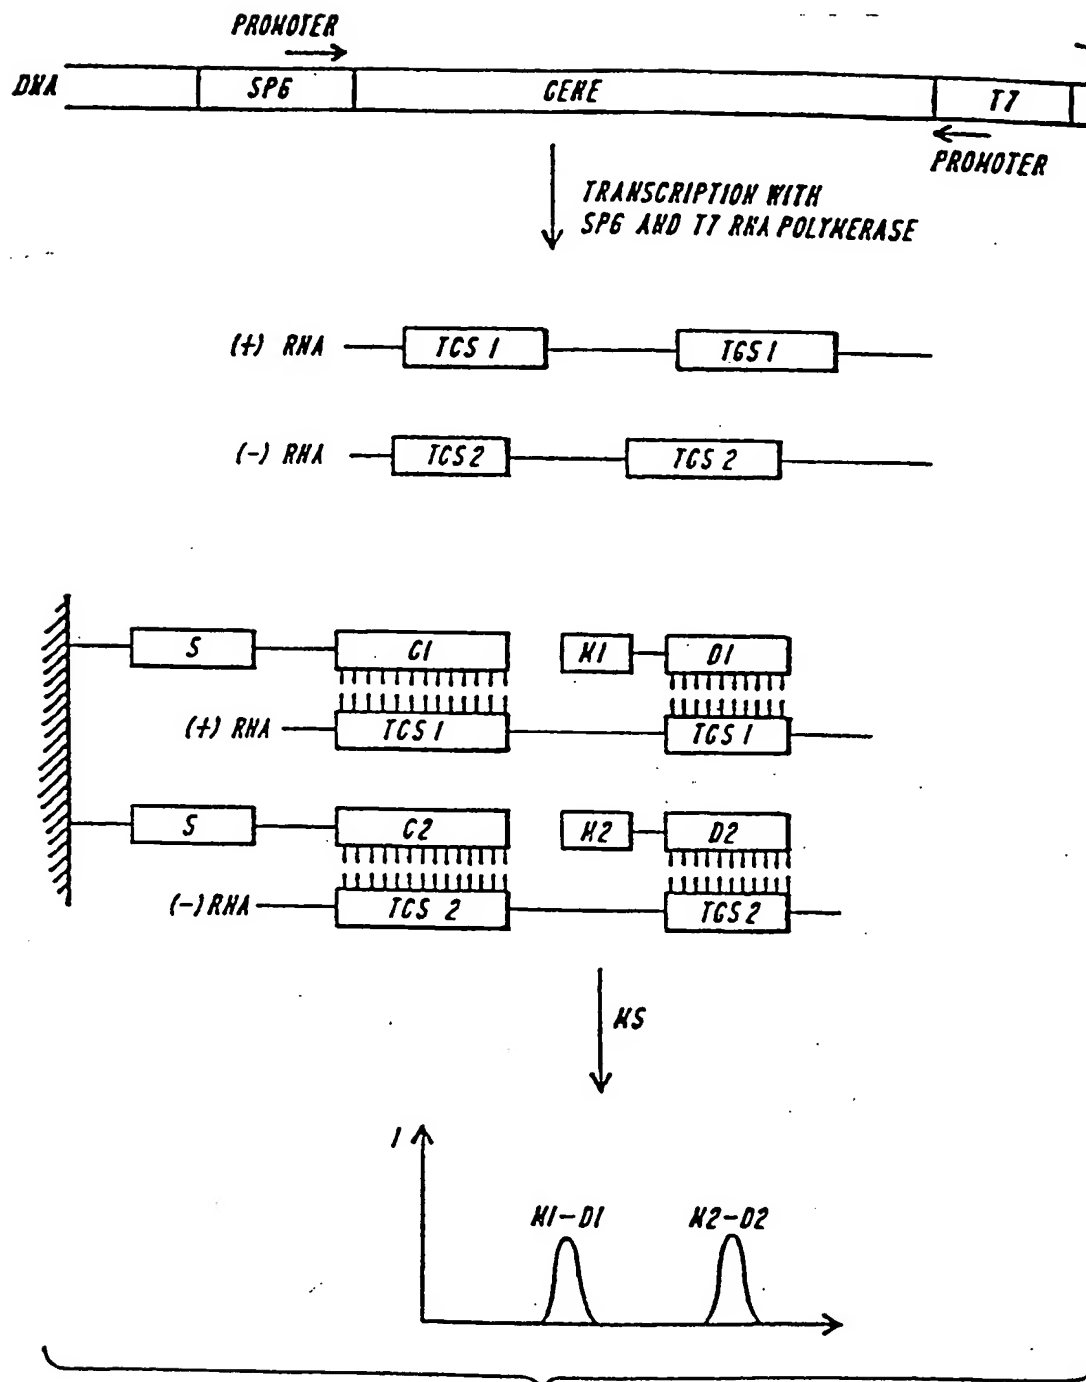 PROMOTER
DNA SP6 GENE T7
PROMOTER
TRANSCRIPTION WITH
SP6 AND T7 RNA POLYMERASE
(+) RNA TCS 1 TGS 1
(-) RNA TCS 2 TCS 2
S C1 M1 D1
(+) RNA TCS 1 TGS 1
S C2 M2 D2
(-) RNA TCS 2 TGS 2
MS
I
M1-D1 M2-D2